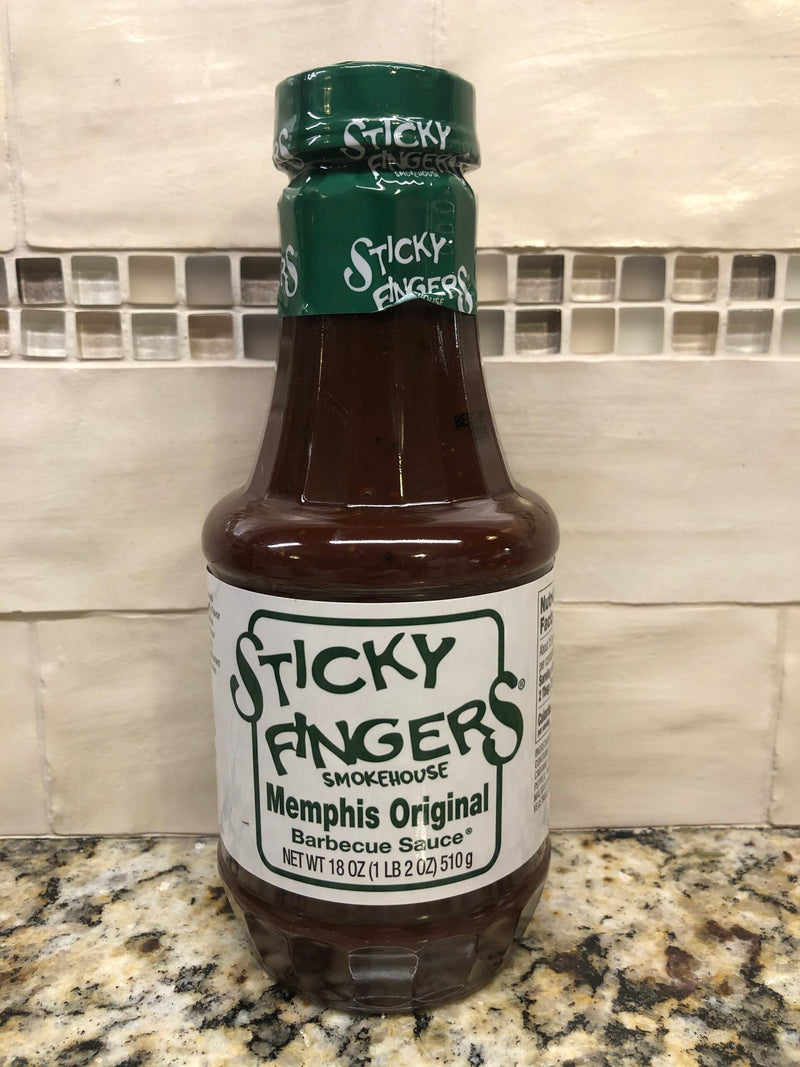 STICKY
FINGERS
SMOKEHOUSE
STICKY
FINGERS
STICKY
FINGERS®
SMOKEHOUSE
Memphis Original
Barbecue Sauce®
NET WT 18 OZ (1 LB 2 OZ) 510 g